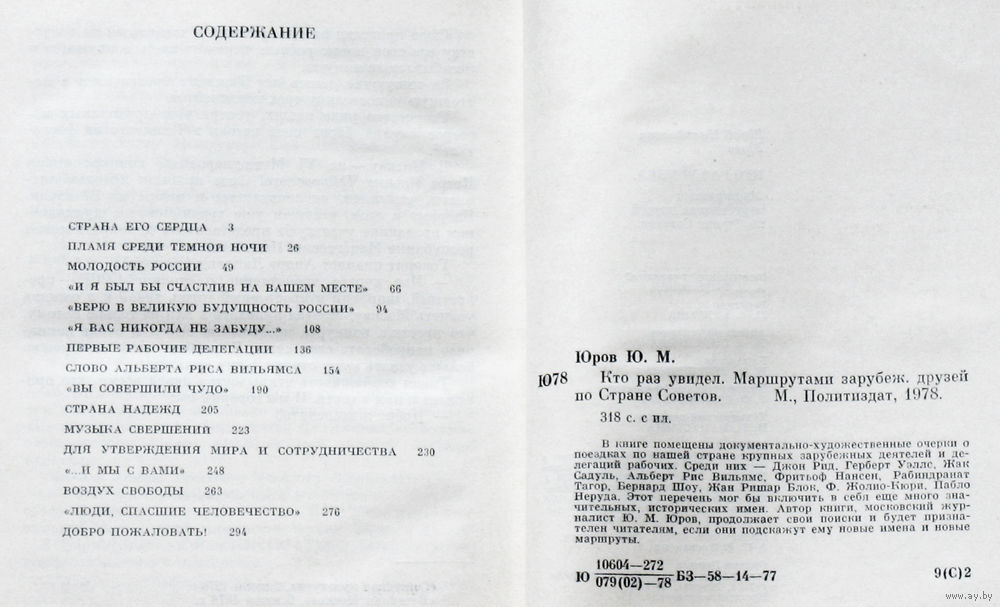 СОДЕРЖАНИЕ
СТРАНА ЕГО СЕРДЦА 3
ПЛАМЯ СРЕДИ ТЕМНОЙ НОЧИ 26
МОЛОДОСТЬ РОССИИ 49
«И Я БЫЛ БЫ СЧАСТЛИВ НА ВАШЕМ МЕСТЕ» 66
«ВЕРЮ В ВЕЛИКУЮ БУДУЩНОСТЬ РОССИИ» 94
«Я ВАС НИКОГДА НЕ ЗАБУДУ...» 108
ПЕРВЫЕ РАБОЧИЕ ДЕЛЕГАЦИИ 136
СЛОВО АЛЬБЕРТА РИСА ВИЛЬЯМСА 154
«ВЫ СОВЕРШИЛИ ЧУДО» 190
СТРАНА НАДЕЖД 205
МУЗЫКА СВЕРШЕНИЙ 223
ДЛЯ УТВЕРЖДЕНИЯ МИРА И СОТРУДНИЧЕСТВА 230
«...И МЫ С ВАМИ» 248
ВОЗДУХ СВОБОДЫ 263
«ЛЮДИ, СПАСШИЕ ЧЕЛОВЕЧЕСТВО» 276
ДОБРО ПОЖАЛОВАТЬ! 294
Юров Ю. М.
Ю78 Кто раз увидел. Маршрутами зарубеж. друзей
по Стране Советов. М., Политиздат, 1978.
318 с. с ил.
В книге помещены документально-художественные очерки о
поездках по нашей стране крупных зарубежных деятелей и де-
легаций рабочих. Среди них — Джон Рид, Герберт Уэллс, Жак
Садуль, Альберт Рис Вильямс, Фритьоф Нансен, Рабиндранат
Тагор, Бернард Шоу, Жан Ришар Блок, Ф. Жолио-Кюри, Пабло
Неруда. Этот перечень мог бы включить в себя еще много зна-
чительных, исторических имен. Автор книги, московский жур-
налист Ю. М. Юров, продолжает свои поиски и будет призна-
телен читателям, если они подскажут ему новые имена и новые
маршруты.
10604—272
Ю 079(02)—78 БЗ—58—14—77 9(С)2
www.ay.by